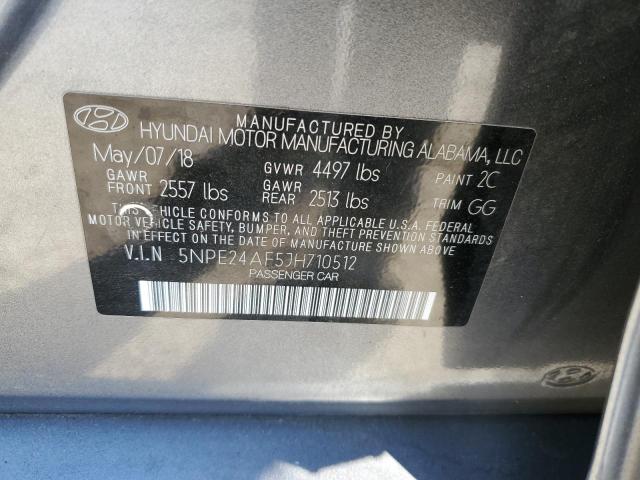 MANUFACTURED BY
HYUNDAI MOTOR MANUFACTURING ALABAMA, LLC
May/07/18 GVWR 4497 lbs PAINT 2C
GAWR FRONT 2557 lbs GAWR REAR 2513 lbs TRIM GG
THIS VEHICLE CONFORMS TO ALL APPLICABLE U.S.A. FEDERAL
MOTOR VEHICLE SAFETY, BUMPER, AND THEFT PREVENTION STANDARDS IN
EFFECT ON THE DATE OF MANUFACTURE SHOWN ABOVE.
V.I.N 5NPE24AF5JH710512
PASSENGER CAR